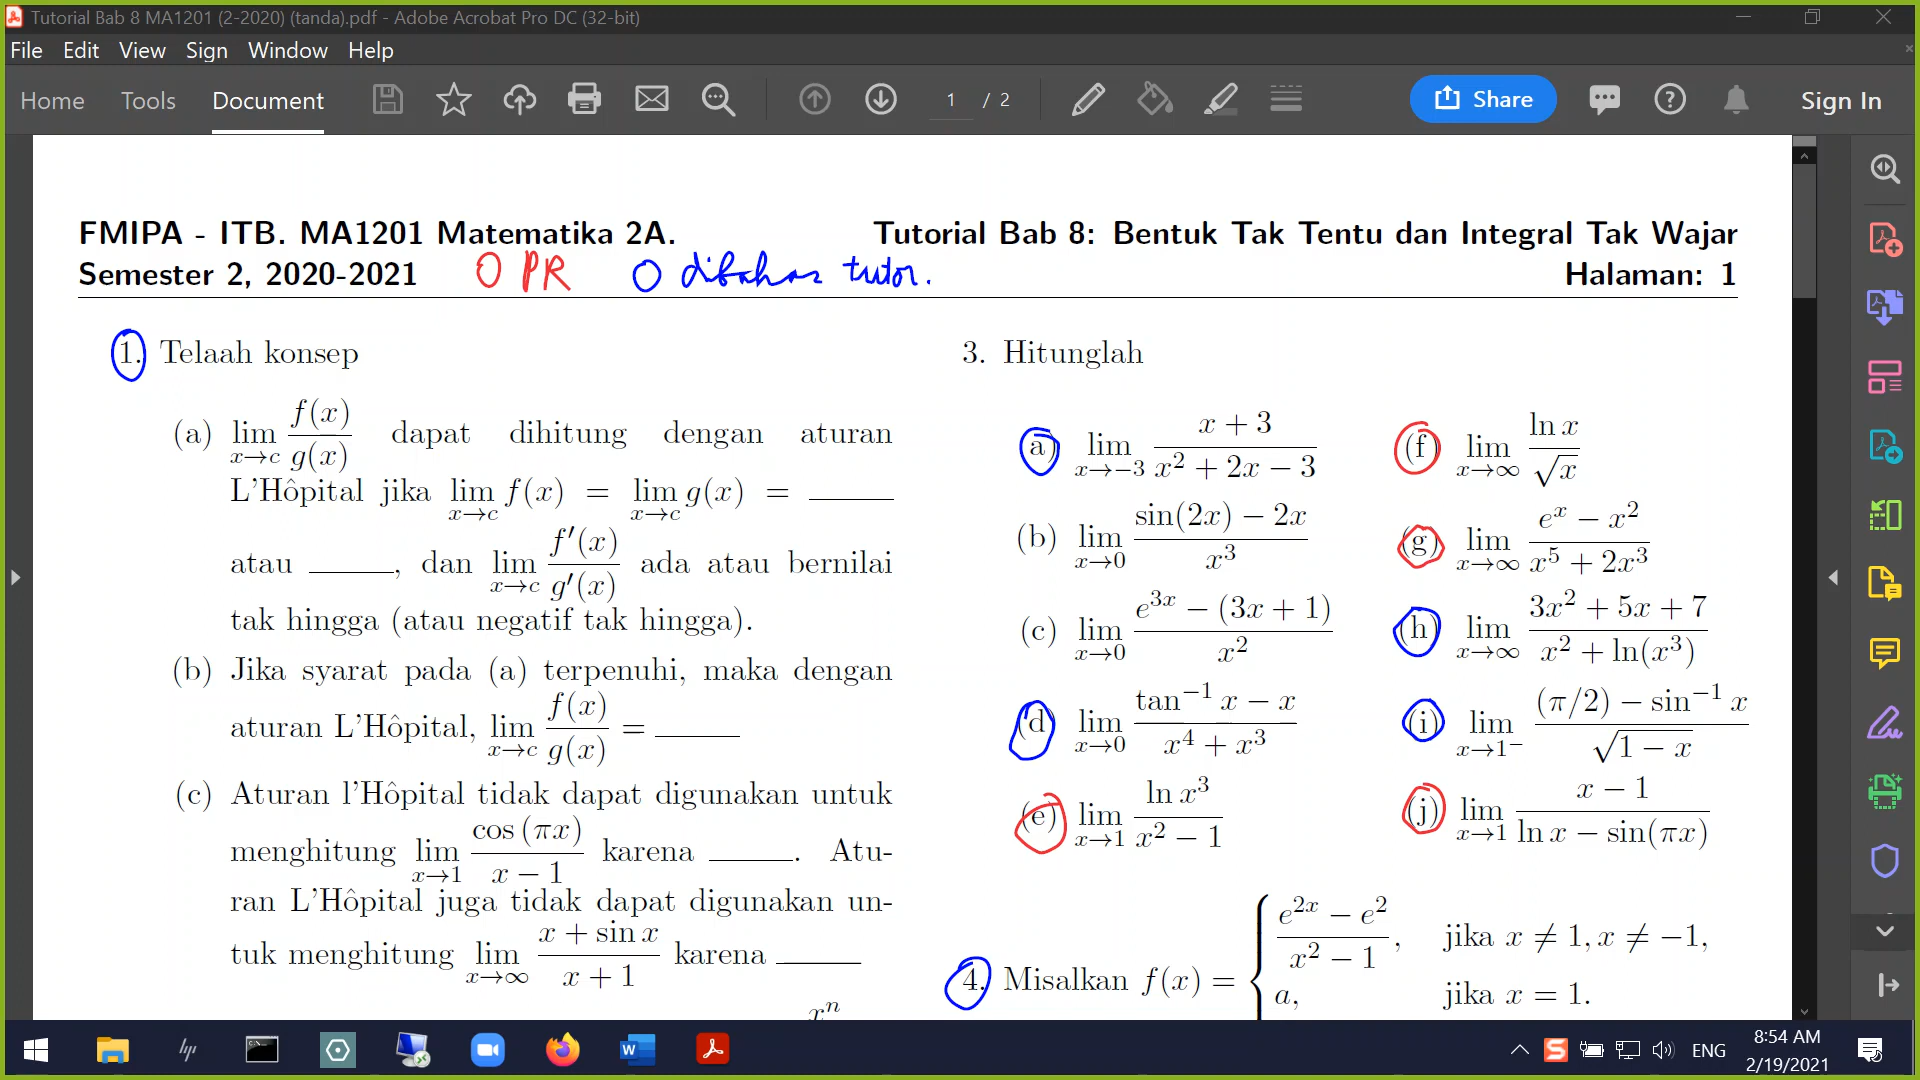 Tutorial Bab 8 MA1201 (2-2020) (tanda).pdf - Adobe Acrobat Pro DC (32-bit)
File Edit View Sign Window Help
Home Tools Document 1 / 2 Share Sign In
FMIPA - ITB. MA1201 Matematika 2A. Tutorial Bab 8: Bentuk Tak Tentu dan Integral Tak Wajar
Semester 2, 2020-2021 O PR O dibahas tutor. Halaman: 1
1. Telaah konsep
(a) lim x→c f(x)/g(x) dapat dihitung dengan aturan
L'Hôpital jika lim x→c f(x) = lim x→c g(x) = _____
atau _____, dan lim x→c f′(x)/g′(x) ada atau bernilai
tak hingga (atau negatif tak hingga).
(b) Jika syarat pada (a) terpenuhi, maka dengan
aturan L'Hôpital, lim x→c f(x)/g(x) = _____
(c) Aturan l'Hôpital tidak dapat digunakan untuk
menghitung lim x→1 cos (πx)/(x − 1) karena _____. Atu-
ran L'Hôpital juga tidak dapat digunakan un-
tuk menghitung lim x→∞ (x + sin x)/(x + 1) karena _____
xⁿ
3. Hitunglah
(a) lim x→−3 (x + 3)/(x² + 2x − 3)
(b) lim x→0 (sin(2x) − 2x)/x³
(c) lim x→0 (e³ˣ − (3x + 1))/x²
(d) lim x→0 (tan⁻¹ x − x)/(x⁴ + x³)
(e) lim x→1 ln x³/(x² − 1)
(f) lim x→∞ ln x/√x
(g) lim x→∞ (eˣ − x²)/(x⁵ + 2x³)
(h) lim x→∞ (3x² + 5x + 7)/(x² + ln(x³))
(i) lim x→1⁻ ((π/2) − sin⁻¹ x)/√(1 − x)
(j) lim x→1 (x − 1)/(ln x − sin(πx))
4. Misalkan f(x) = { (e²ˣ − e²)/(x² − 1), jika x ≠ 1, x ≠ −1,
a, jika x = 1.
ENG 8:54 AM
2/19/2021